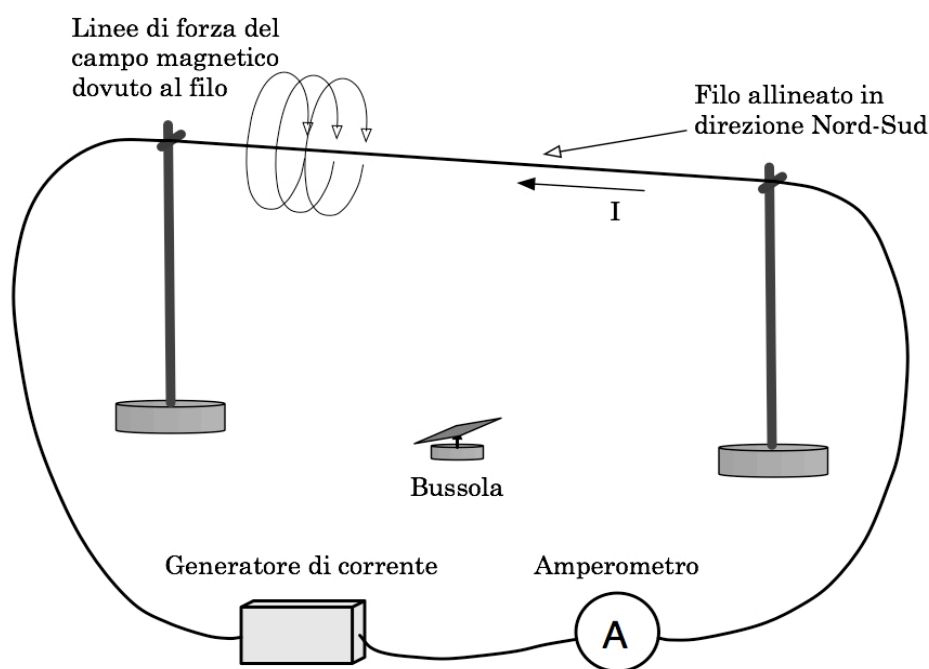 Linee di forza del
campo magnetico
dovuto al filo
Filo allineato in
direzione Nord-Sud
I
Bussola
Generatore di corrente
Amperometro
A